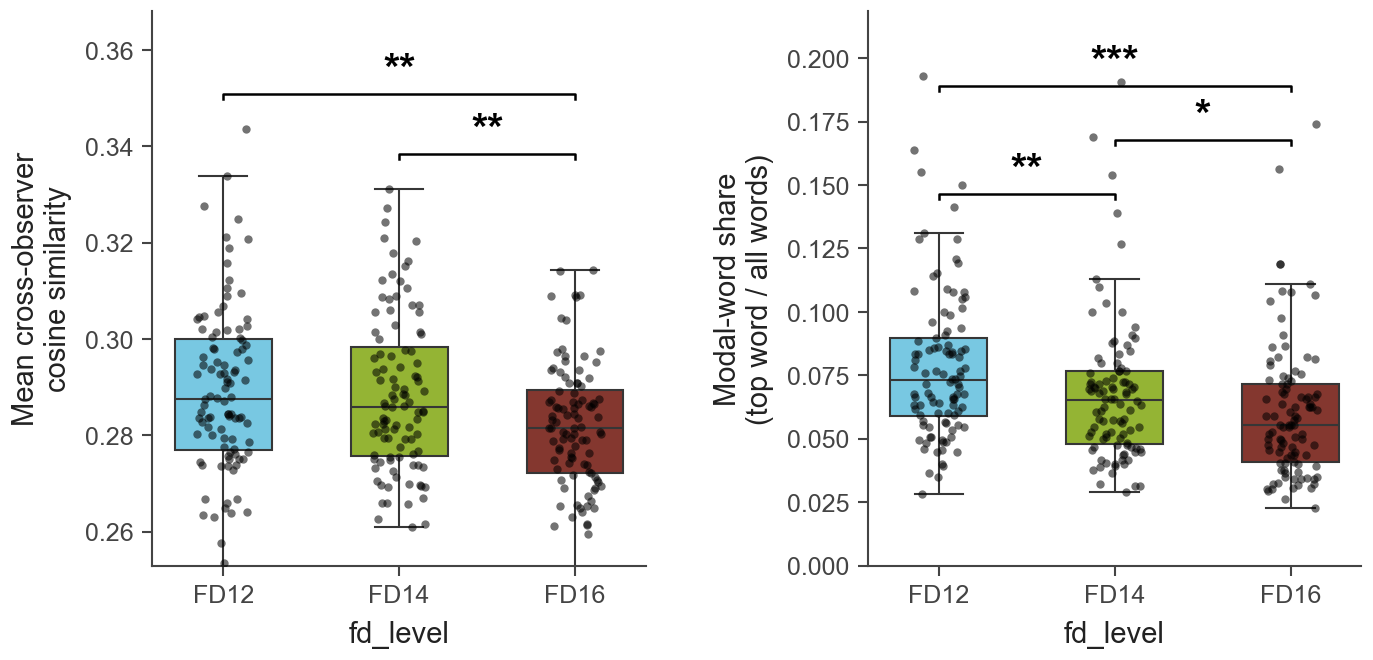 Mean cross-observer
cosine similarity
0.36
0.34
0.32
0.30
0.28
0.26
**
**
FD12
FD14
FD16
fd_level
Modal-word share
(top word / all words)
0.200
0.175
0.150
0.125
0.100
0.075
0.050
0.025
0.000
***
*
**
FD12
FD14
FD16
fd_level